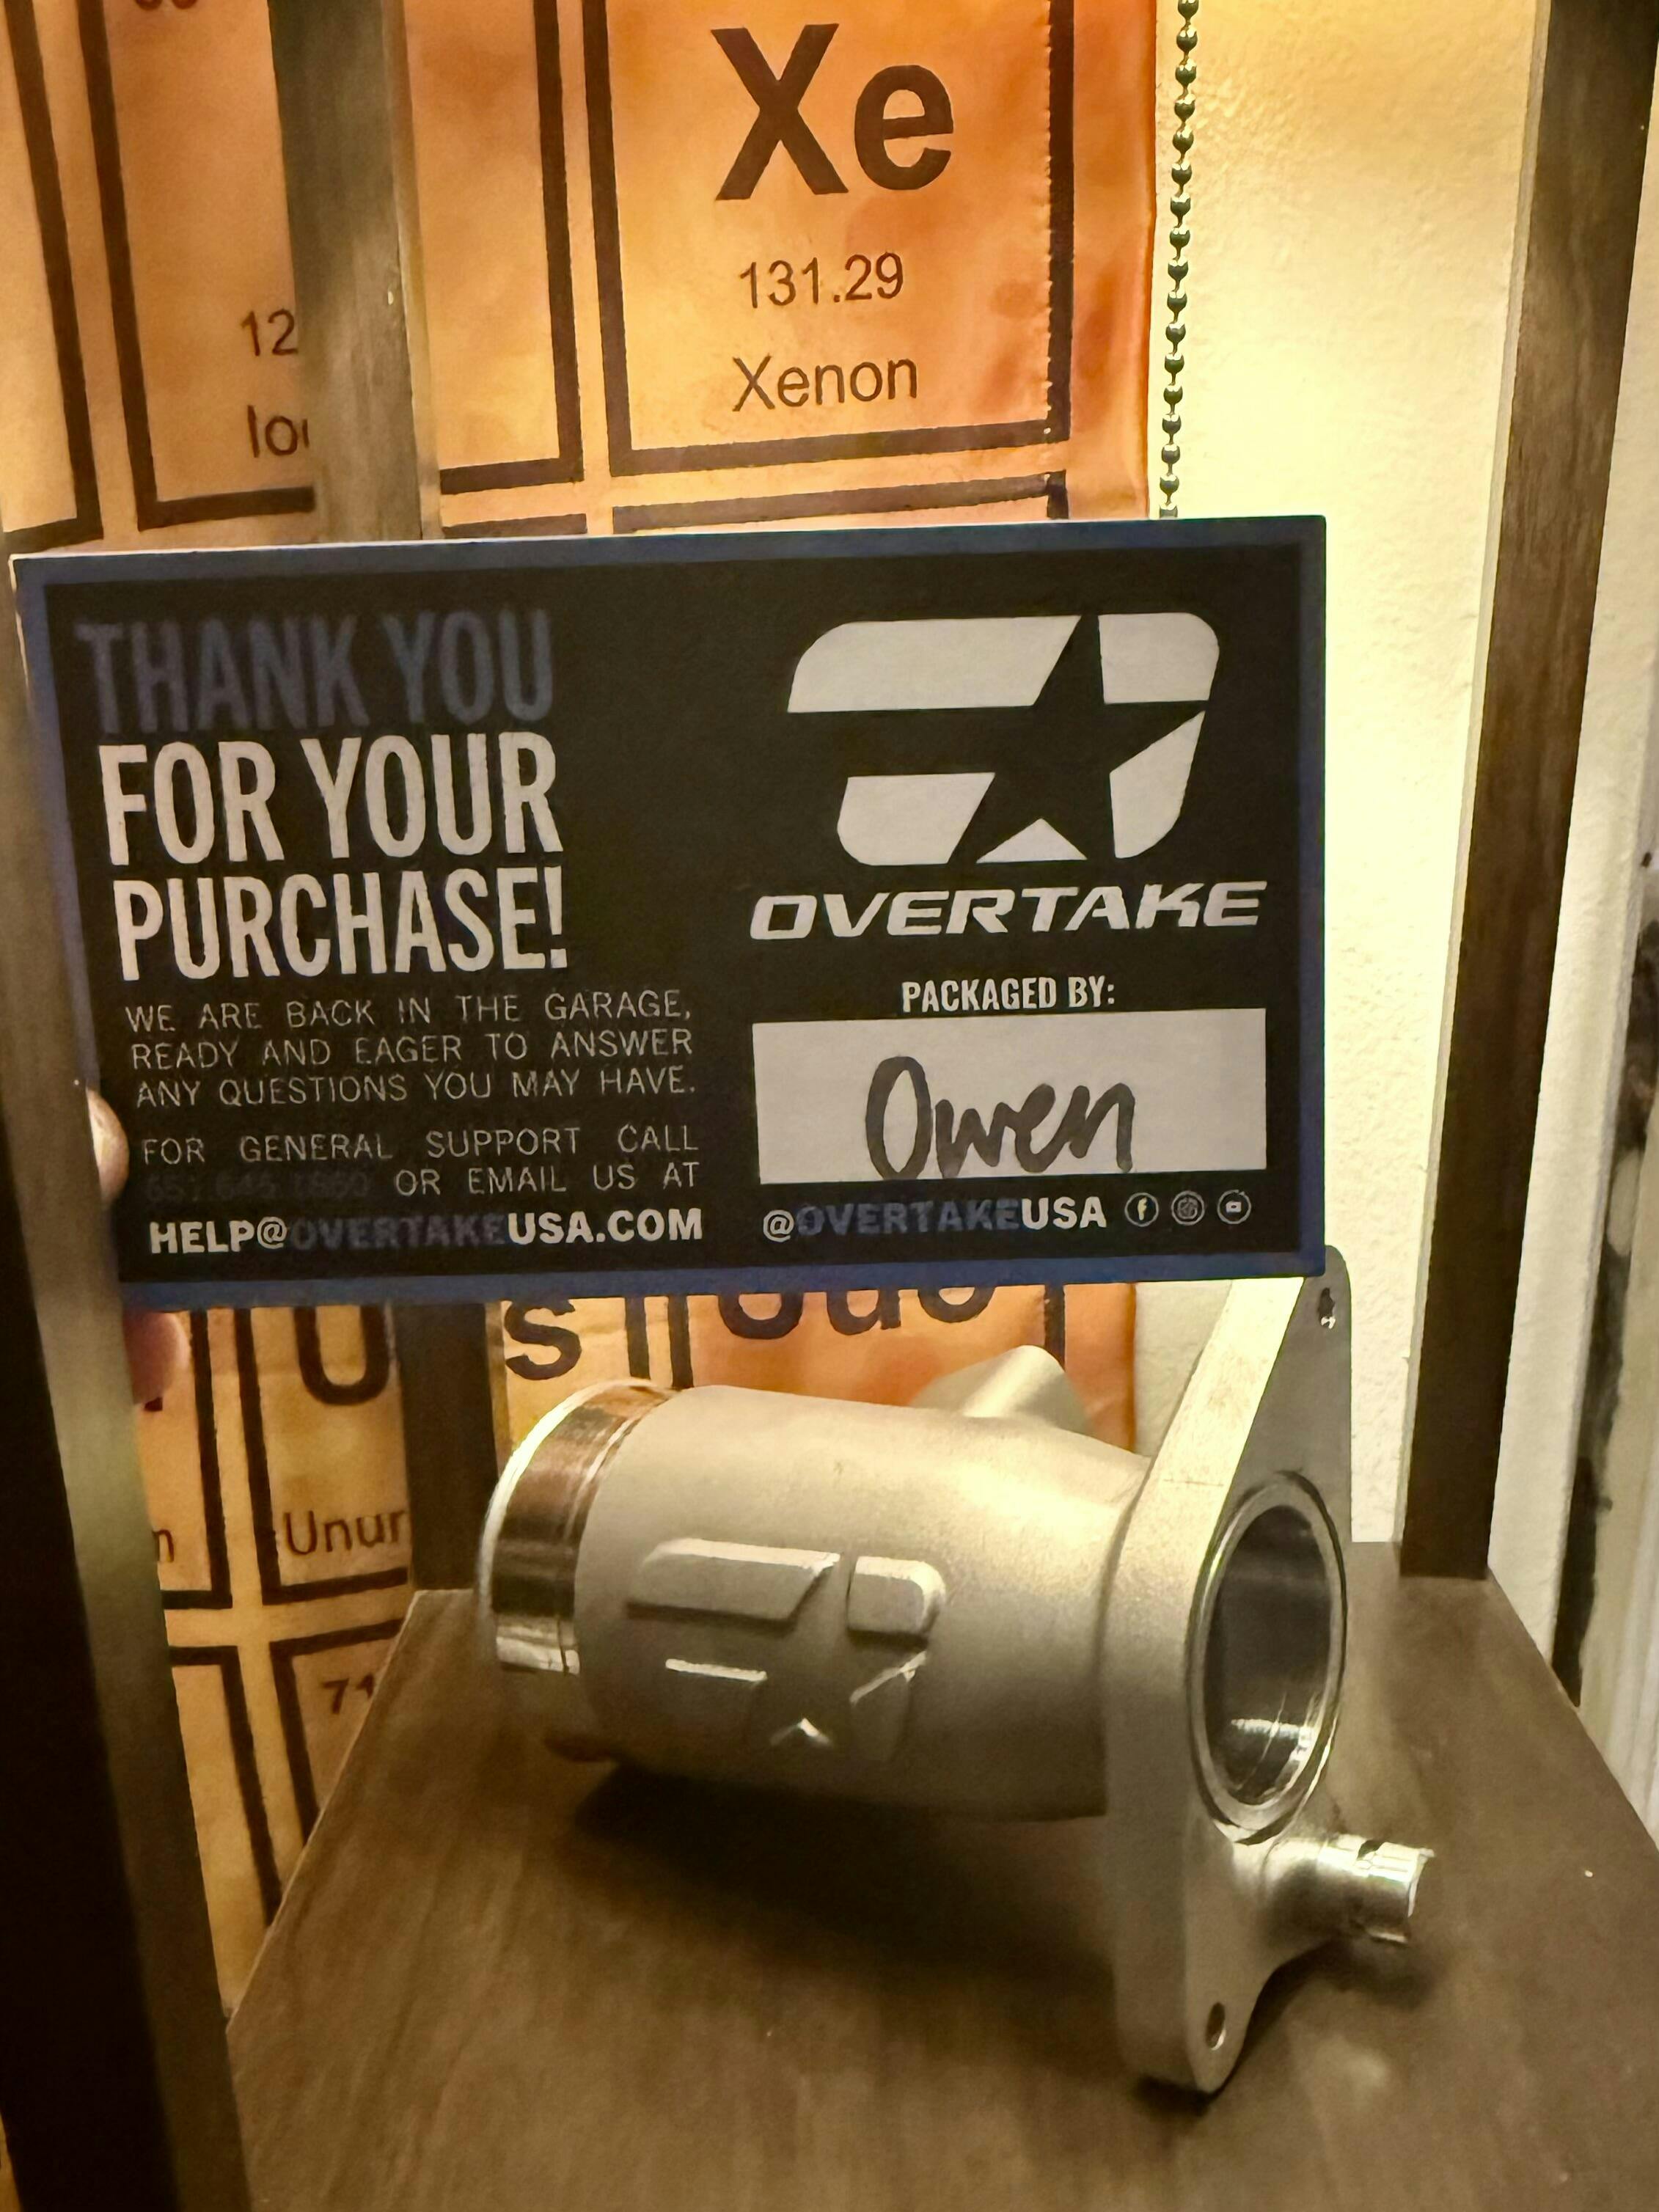 Xe
131.29
Xenon
12
THANK YOU
FOR YOUR
PURCHASE!
WE ARE BACK IN THE GARAGE,
READY AND EAGER TO ANSWER
ANY QUESTIONS YOU MAY HAVE.
FOR GENERAL SUPPORT CALL
OR EMAIL US AT
HELP@OVERTAKEUSA.COM
OVERTAKE
PACKAGED BY:
Owen
@OVERTAKEUSA
s
Unur
71